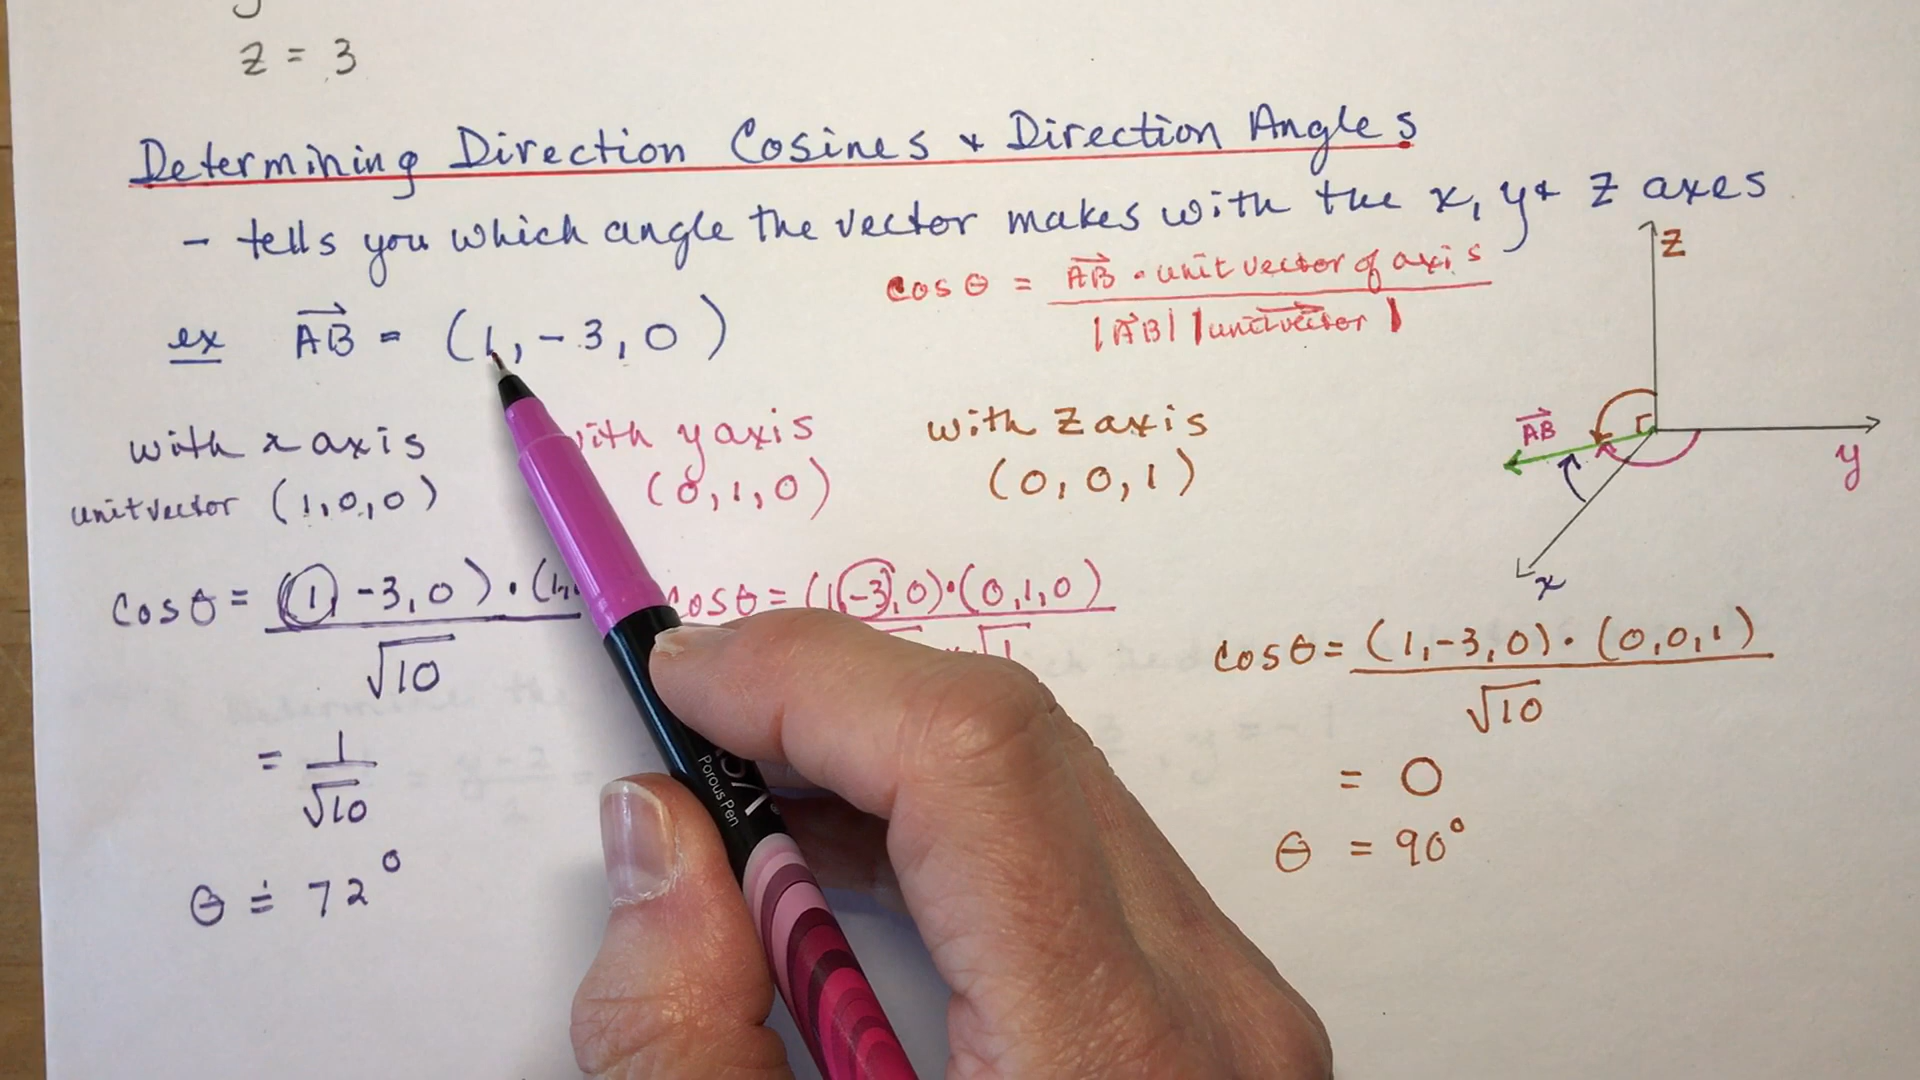 z = 3
Determining Direction Cosines & Direction Angles
- tells you which angle the vector makes with the x, y & z axes
cos θ = AB · unit vector of axis
|AB| |unit vector|
ex AB = (1, -3, 0)
with x axis
unit vector (1,0,0)
cos θ = (1, -3, 0) · (1,
√10
= 1
√10
θ ≐ 72°
with y axis
(0,1,0)
cos θ = (1,-3,0)·(0,1,0)
√1
with z axis
(0,0,1)
cos θ = (1,-3,0)·(0,0,1)
√10
= 0
θ = 90°
z
AB
y
x
Porous Pen